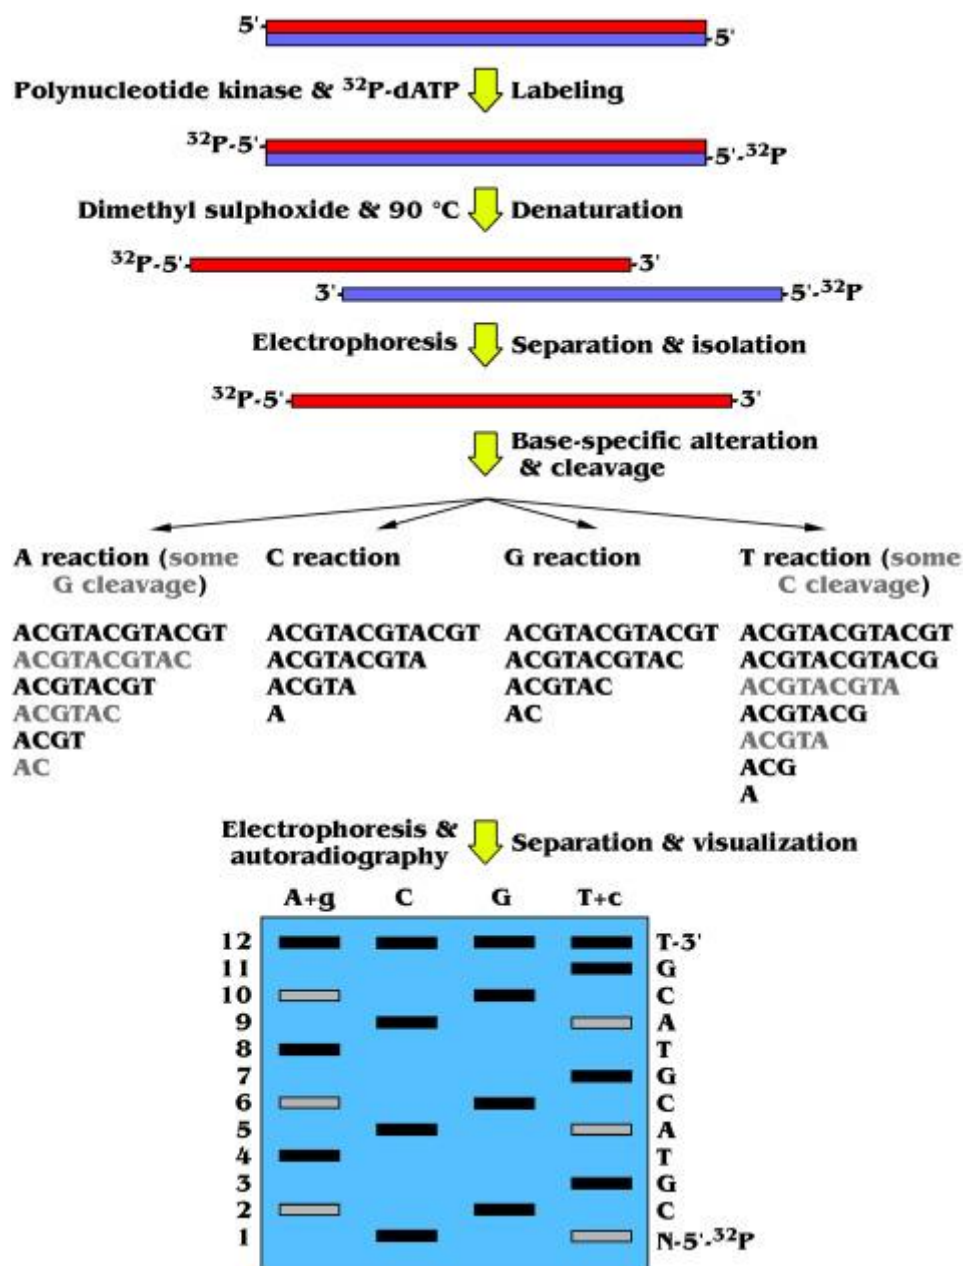 5'
5'
Polynucleotide kinase & ³²P-dATP Labeling
³²P-5'
5'-³²P
Dimethyl sulphoxide & 90 °C Denaturation
³²P-5' 3'
3' 5'-³²P
Electrophoresis Separation & isolation
³²P-5' 3'
Base-specific alteration
& cleavage
A reaction (some
G cleavage)
C reaction
G reaction
T reaction (some
C cleavage)
ACGTACGTACGT
ACGTACGTAC
ACGTACGT
ACGTAC
ACGT
AC
ACGTACGTACGT
ACGTACGTA
ACGTA
A
ACGTACGTACGT
ACGTACGTAC
ACGTAC
AC
ACGTACGTACGT
ACGTACGTACG
ACGTACGTA
ACGTACG
ACGTA
ACG
A
Electrophoresis &
autoradiography
Separation & visualization
A+g C G T+c
12 T-3'
11 G
10 C
9 A
8 T
7 G
6 C
5 A
4 T
3 G
2 C
1 N-5'-³²P